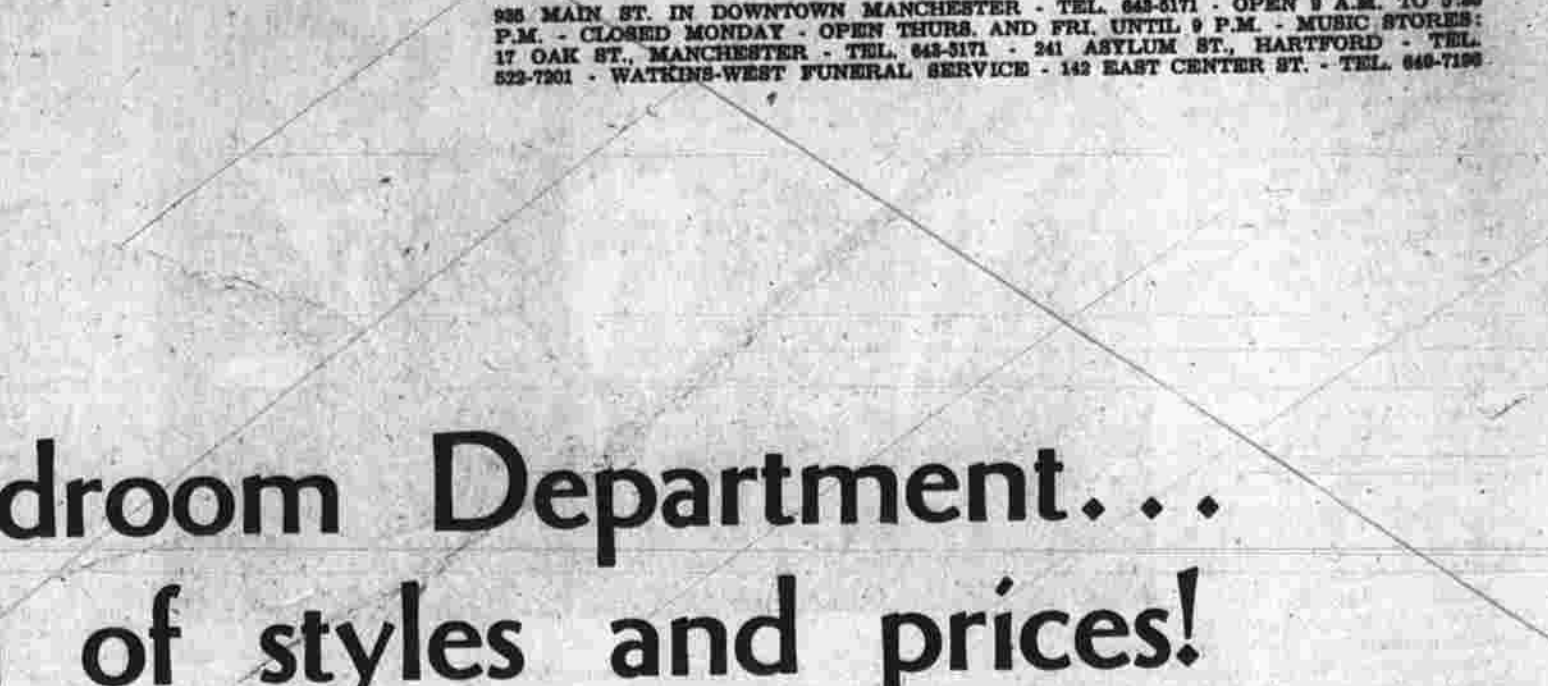 935 MAIN ST. IN DOWNTOWN MANCHESTER - TEL. 643-5171 - OPEN 9 A.M. TO
P.M. - CLOSED MONDAY - OPEN THURS. AND FRI. UNTIL 9 P.M. - MUSIC STORES:
17 OAK ST., MANCHESTER - TEL. 643-5171 - 241 ASYLUM ST., HARTFORD - TEL.
522-7201 - WATKINS-WEST FUNERAL SERVICE - 142 EAST CENTER ST. - TEL.
droom Department...
of styles and prices!